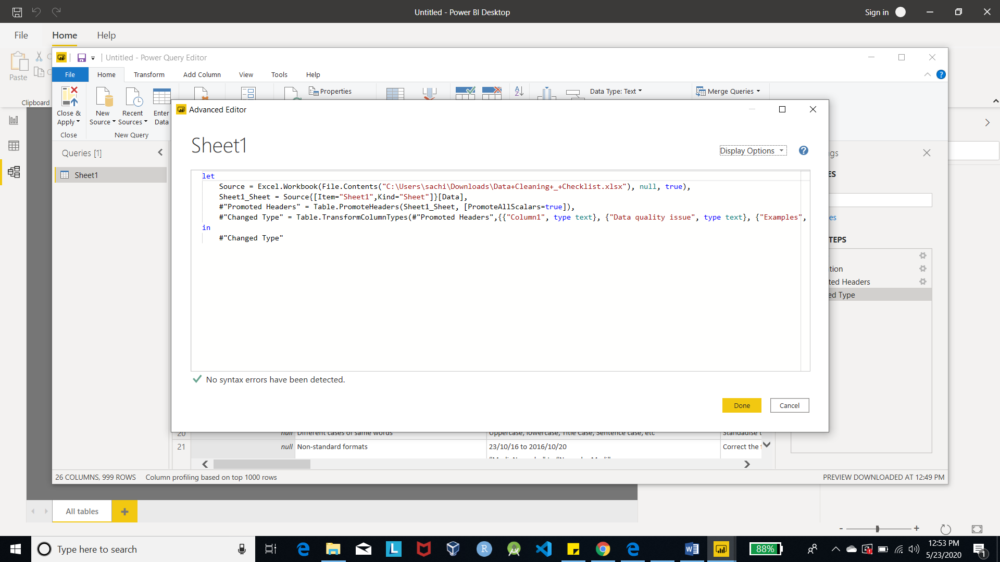 Untitled - Power BI Desktop
Sign in
File
Home
Help
Paste
Clipboard
Untitled - Power Query Editor
File
Home
Transform
Add Column
View
Tools
Help
Close &
Apply
Close
New
Source
Recent
Sources
Enter
Data
New Query
Properties
Data Type: Text
Merge Queries
Queries [1]
Sheet1
Advanced Editor
Sheet1
Display Options
let
Source = Excel.Workbook(File.Contents("C:\Users\sachi\Downloads\Data+Cleaning+_+Checklist.xlsx"), null, true),
Sheet1_Sheet = Source{[Item="Sheet1",Kind="Sheet"]}[Data],
#"Promoted Headers" = Table.PromoteHeaders(Sheet1_Sheet, [PromoteAllScalars=true]),
#"Changed Type" = Table.TransformColumnTypes(#"Promoted Headers",{{"Column1", type text}, {"Data quality issue", type text}, {"Examples",
in
#"Changed Type"
No syntax errors have been detected.
Done
Cancel
gs
ES
es
TEPS
tion
ted Headers
ed Type
20 null Different cases of same words Uppercase, lowercase, Title Case, Sentence case, etc
21 null Non-standard formats 23/10/16 to 2016/10/20 Correct the
26 COLUMNS, 999 ROWS Column profiling based on top 1000 rows
PREVIEW DOWNLOADED AT 12:49 PM
All tables
Type here to search
88%
12:53 PM
5/23/2020
1